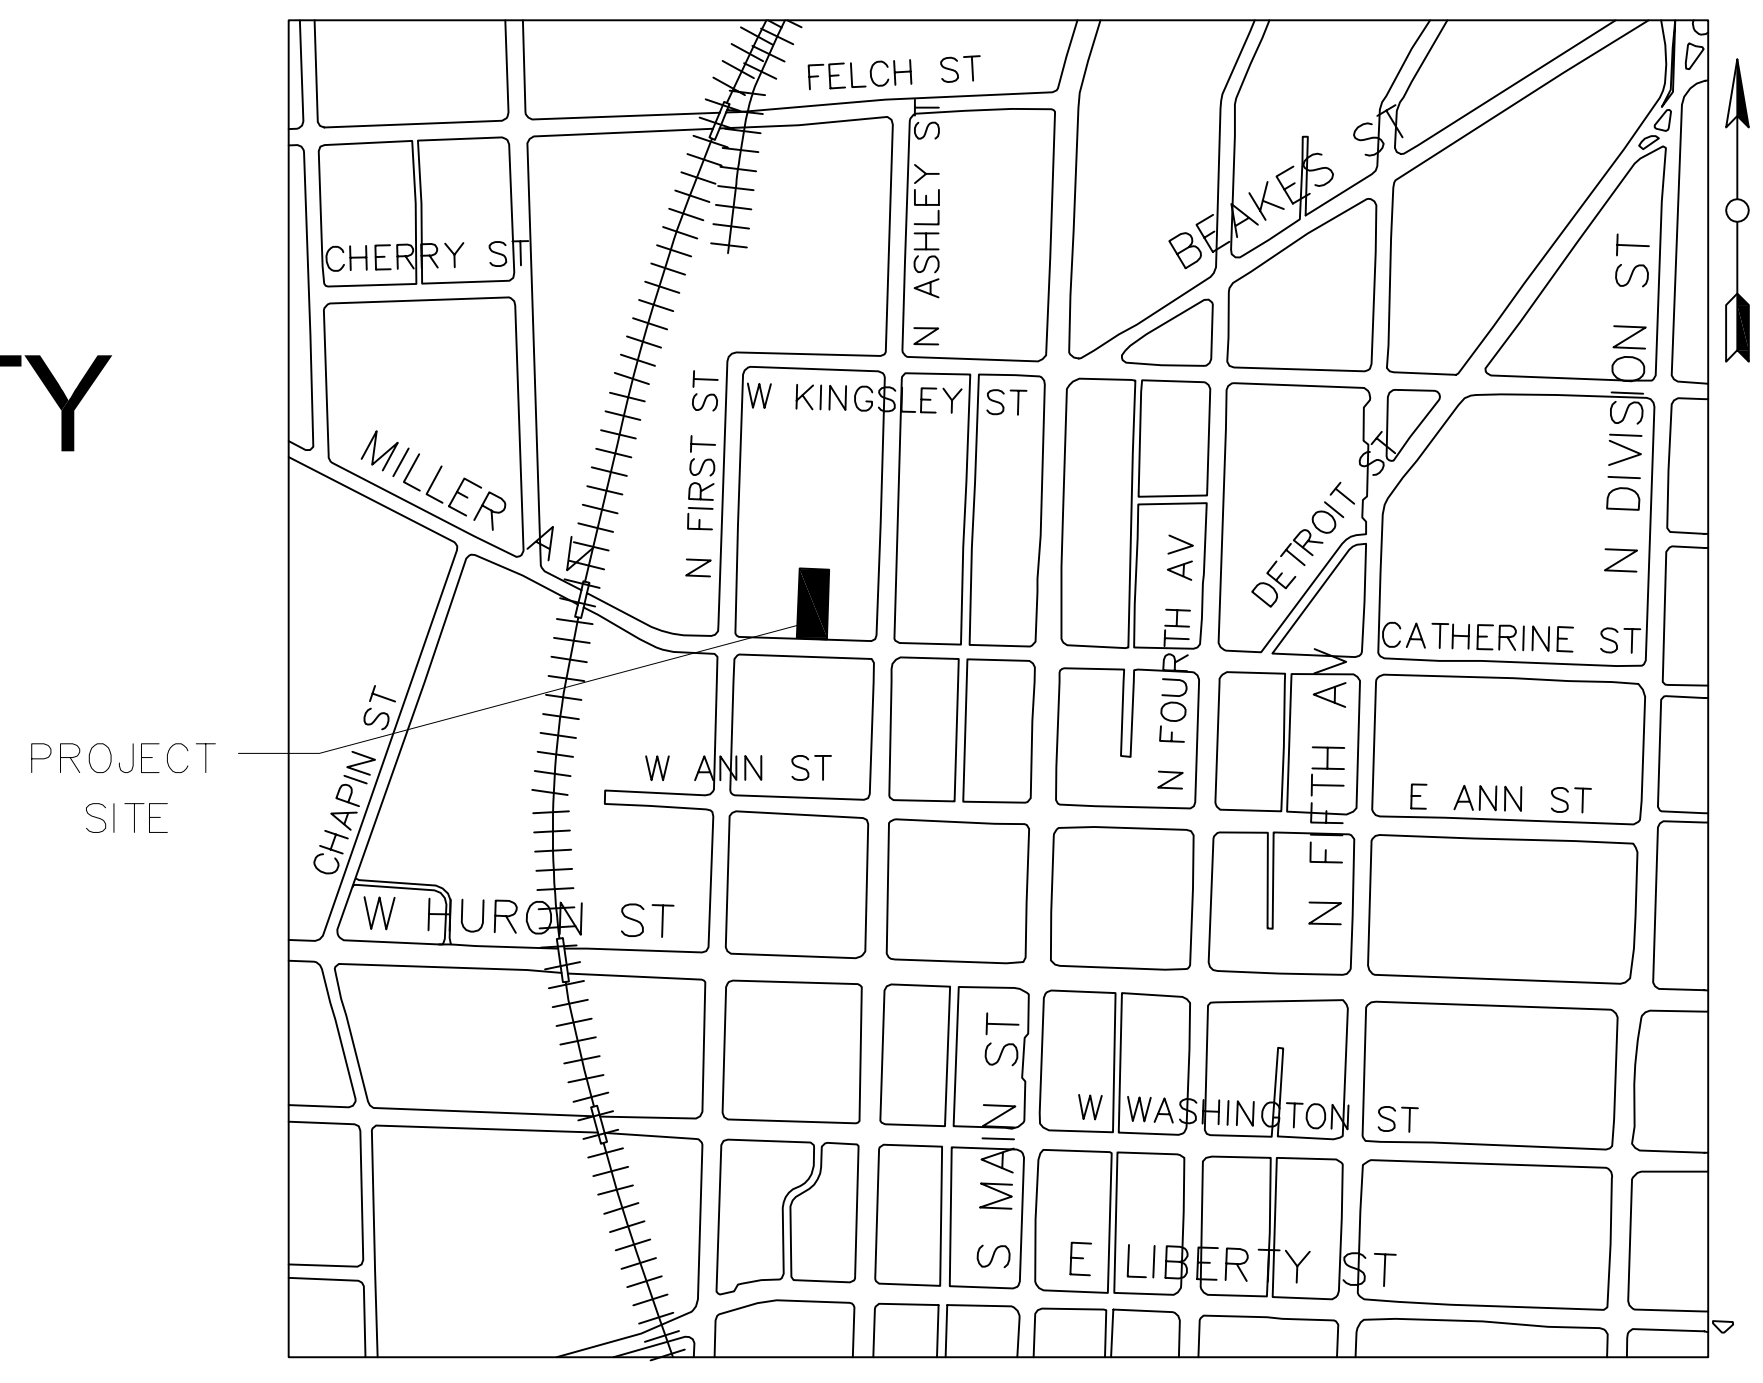 FELCH ST
N ASHLEY ST
BEAKES ST
CHERRY ST
N DIVISION ST
TY
N FIRST ST
W KINGSLEY ST
MILLER AV
DETROIT ST
N FOURTH AV
CATHERINE ST
N FIFTH AV
CHAPIN ST
PROJECT
SITE
W ANN ST
E ANN ST
W HURON ST
S MAIN ST
W WASHINGTON ST
E LIBERTY ST